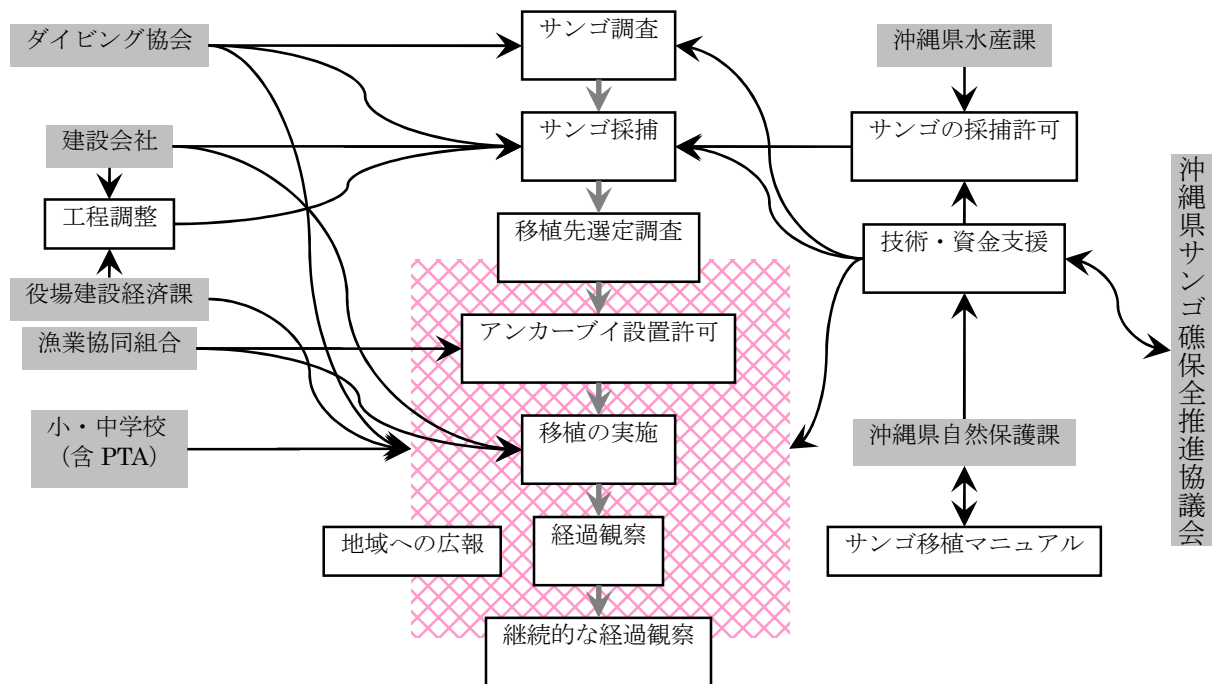 ダイビング協会
サンゴ調査
沖縄県水産課
建設会社
サンゴ採捕
サンゴの採捕許可
工程調整
移植先選定調査
技術・資金支援
沖縄県サンゴ礁保全推進協議会
役場建設経済課
漁業協同組合
アンカーブイ設置許可
小・中学校
（含 PTA）
移植の実施
沖縄県自然保護課
地域への広報
経過観察
サンゴ移植マニュアル
継続的な経過観察